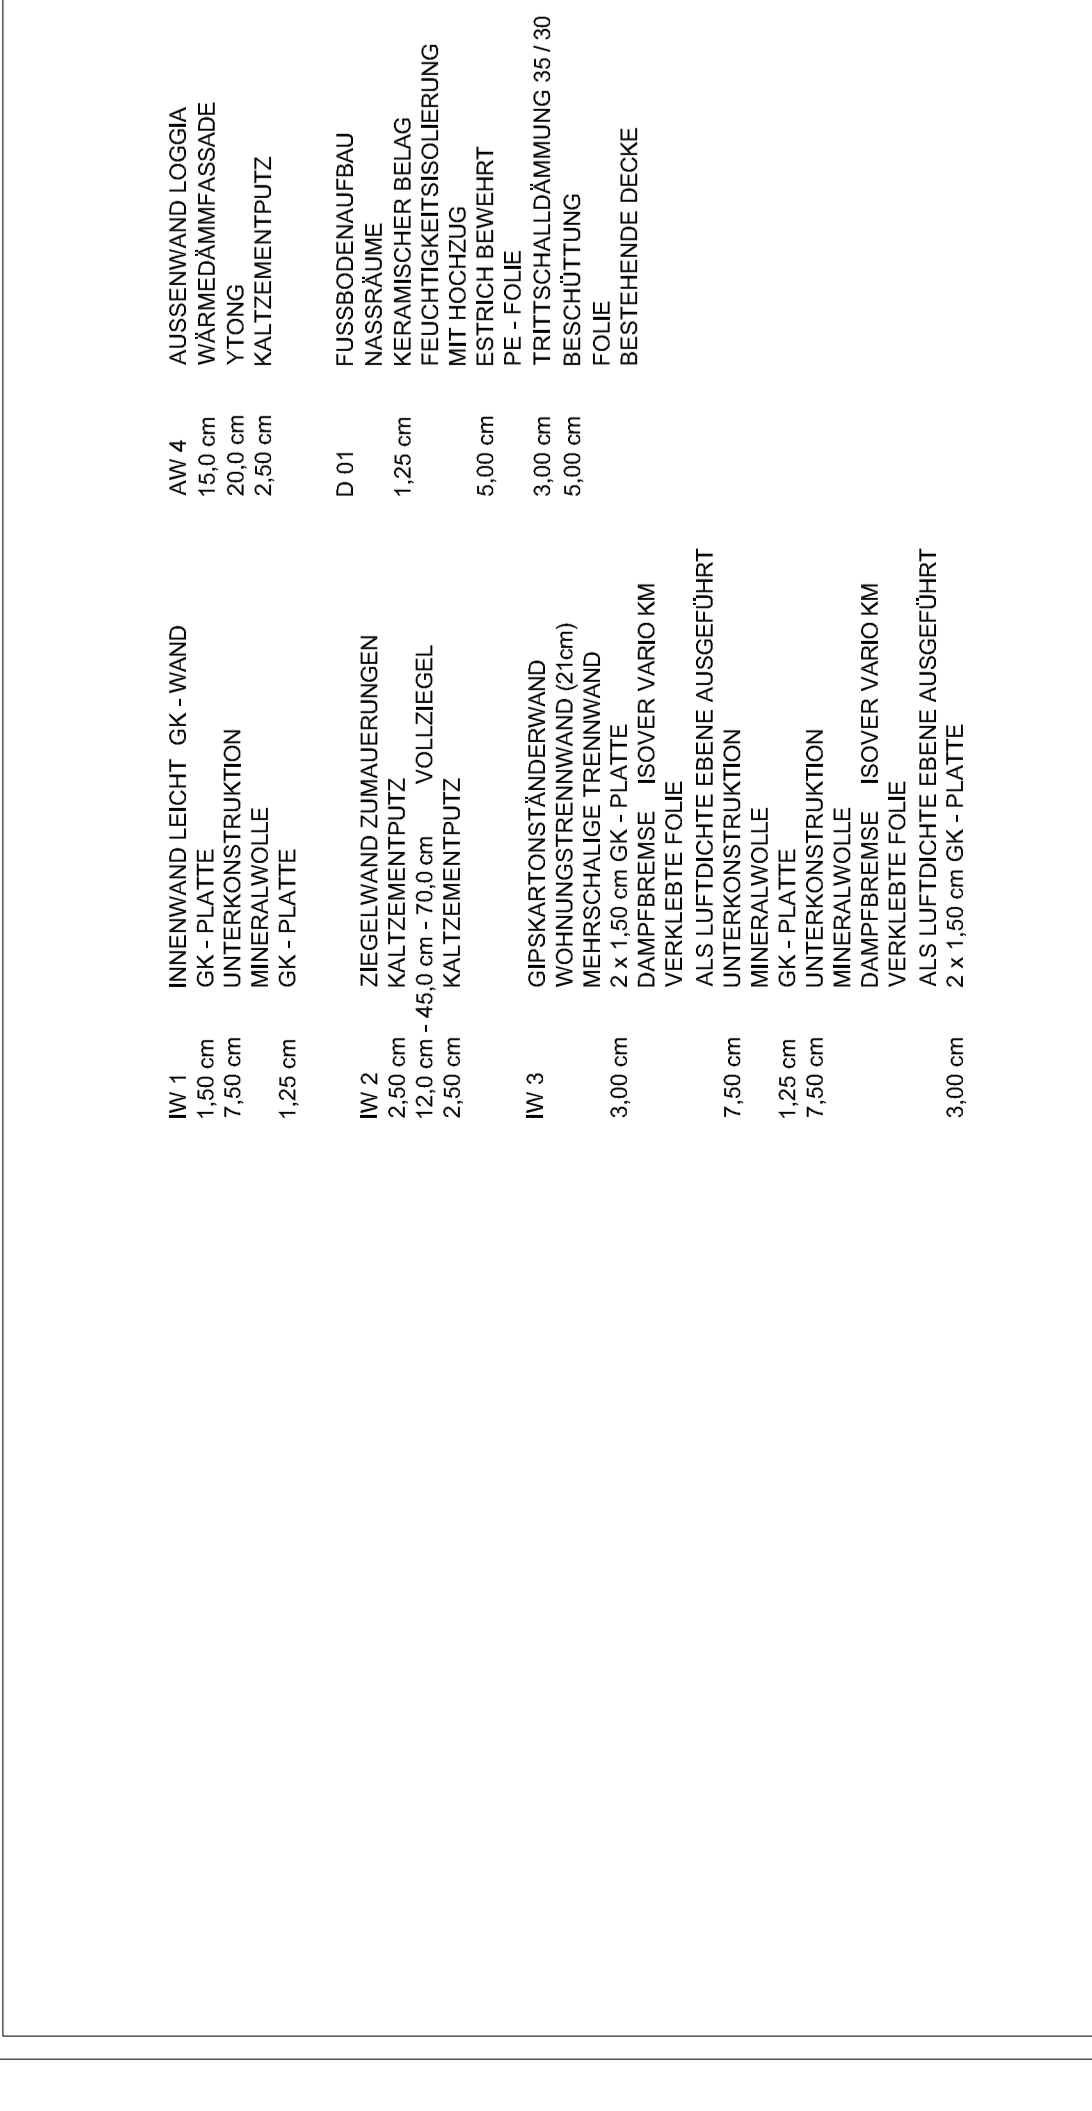 IW 1 INNENWAND LEICHT GK - WAND
1,50 cm GK - PLATTE
7,50 cm UNTERKONSTRUKTION
MINERALWOLLE
1,25 cm GK - PLATTE
IW 2 ZIEGELWAND ZUMAUERUNGEN
2,50 cm KALTZEMENTPUTZ
12,0 cm - 45,0 cm - 70,0 cm VOLLZIEGEL
2,50 cm KALTZEMENTPUTZ
IW 3 GIPSKARTONSTÄNDERWAND
WOHNUNGSTRENNWAND (21cm)
MEHRSCHALIGE TRENNWAND
3,00 cm 2 x 1,50 cm GK - PLATTE
DAMPFBREMSE ISOVER VARIO KM
VERKLEBTE FOLIE
ALS LUFTDICHTE EBENE AUSGEFÜHRT
7,50 cm UNTERKONSTRUKTION
MINERALWOLLE
1,25 cm GK - PLATTE
7,50 cm UNTERKONSTRUKTION
MINERALWOLLE
DAMPFBREMSE ISOVER VARIO KM
VERKLEBTE FOLIE
ALS LUFTDICHTE EBENE AUSGEFÜHRT
3,00 cm 2 x 1,50 cm GK - PLATTE
AW 4 AUSSENWAND LOGGIA
15,0 cm WÄRMEDÄMMFASSADE
20,0 cm YTONG
2,50 cm KALTZEMENTPUTZ
D 01 FUSSBODENAUFBAU
NASSRÄUME
1,25 cm KERAMISCHER BELAG
FEUCHTIGKEITSISOLIERUNG
MIT HOCHZUG
5,00 cm ESTRICH BEWEHRT
PE - FOLIE
3,00 cm TRITTSCHALLDÄMMUNG 35 / 30
5,00 cm BESCHÜTTUNG
FOLIE
BESTEHENDE DECKE